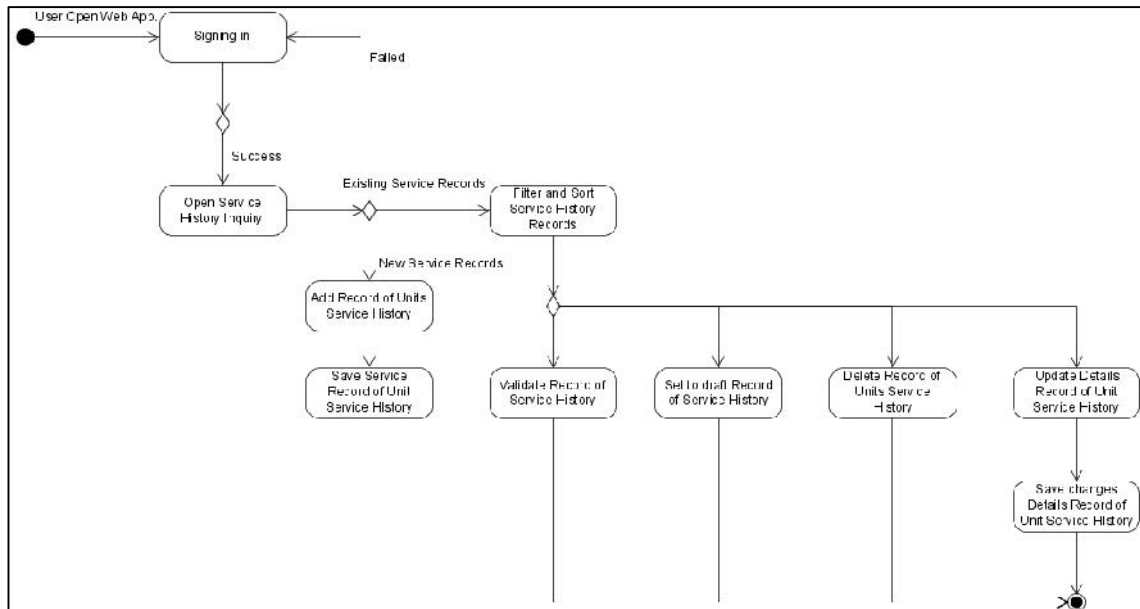 User Open Web App.
Signing in
Failed
Success
Open Service
History Inquiry
Existing Service Records
Filter and Sort
Service History
Records
New Service Records
Add Record of Units
Service History
Save Service
Record of Unit
Service History
Validate Record of
Service History
Set to draft Record
of Service History
Delete Record of
Units Service
History
Update Details
Record of Unit
Service History
Save changes
Details Record of
Unit Service History